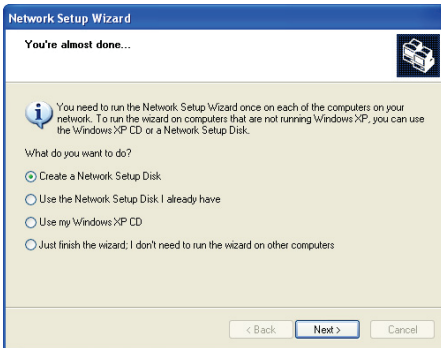 Network Setup Wizard
You're almost done...
You need to run the Network Setup Wizard once on each of the computers on your
network. To run the wizard on computers that are not running Windows XP, you can use
the Windows XP CD or a Network Setup Disk.
What do you want to do?
Create a Network Setup Disk
Use the Network Setup Disk I already have
Use my Windows XP CD
Just finish the wizard; I don't need to run the wizard on other computers
< Back Next > Cancel